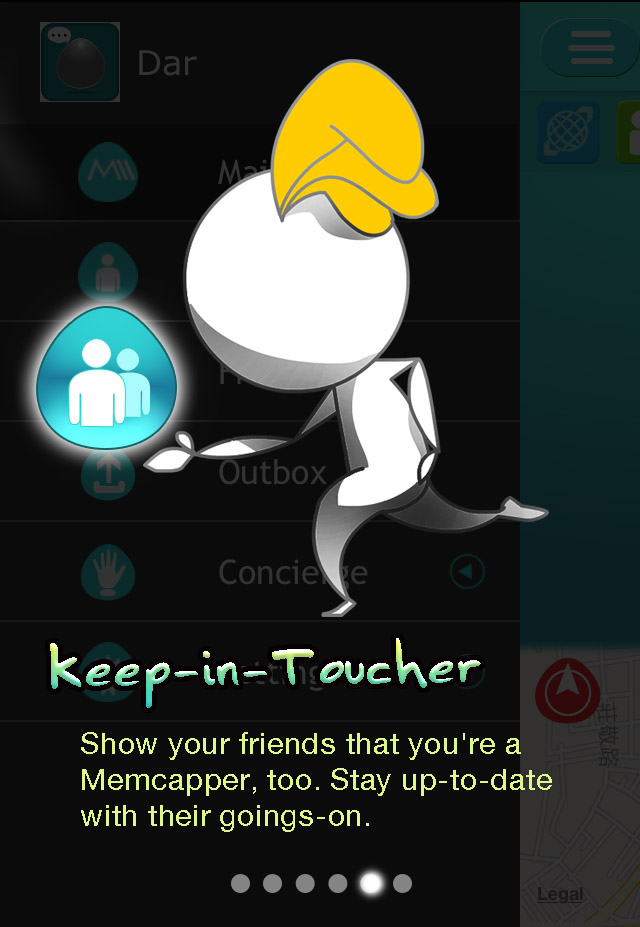 Dar
Outbox
Concierge
Keep-in-Toucher
Show your friends that you're a
Memcapper, too. Stay up-to-date
with their goings-on.
Legal